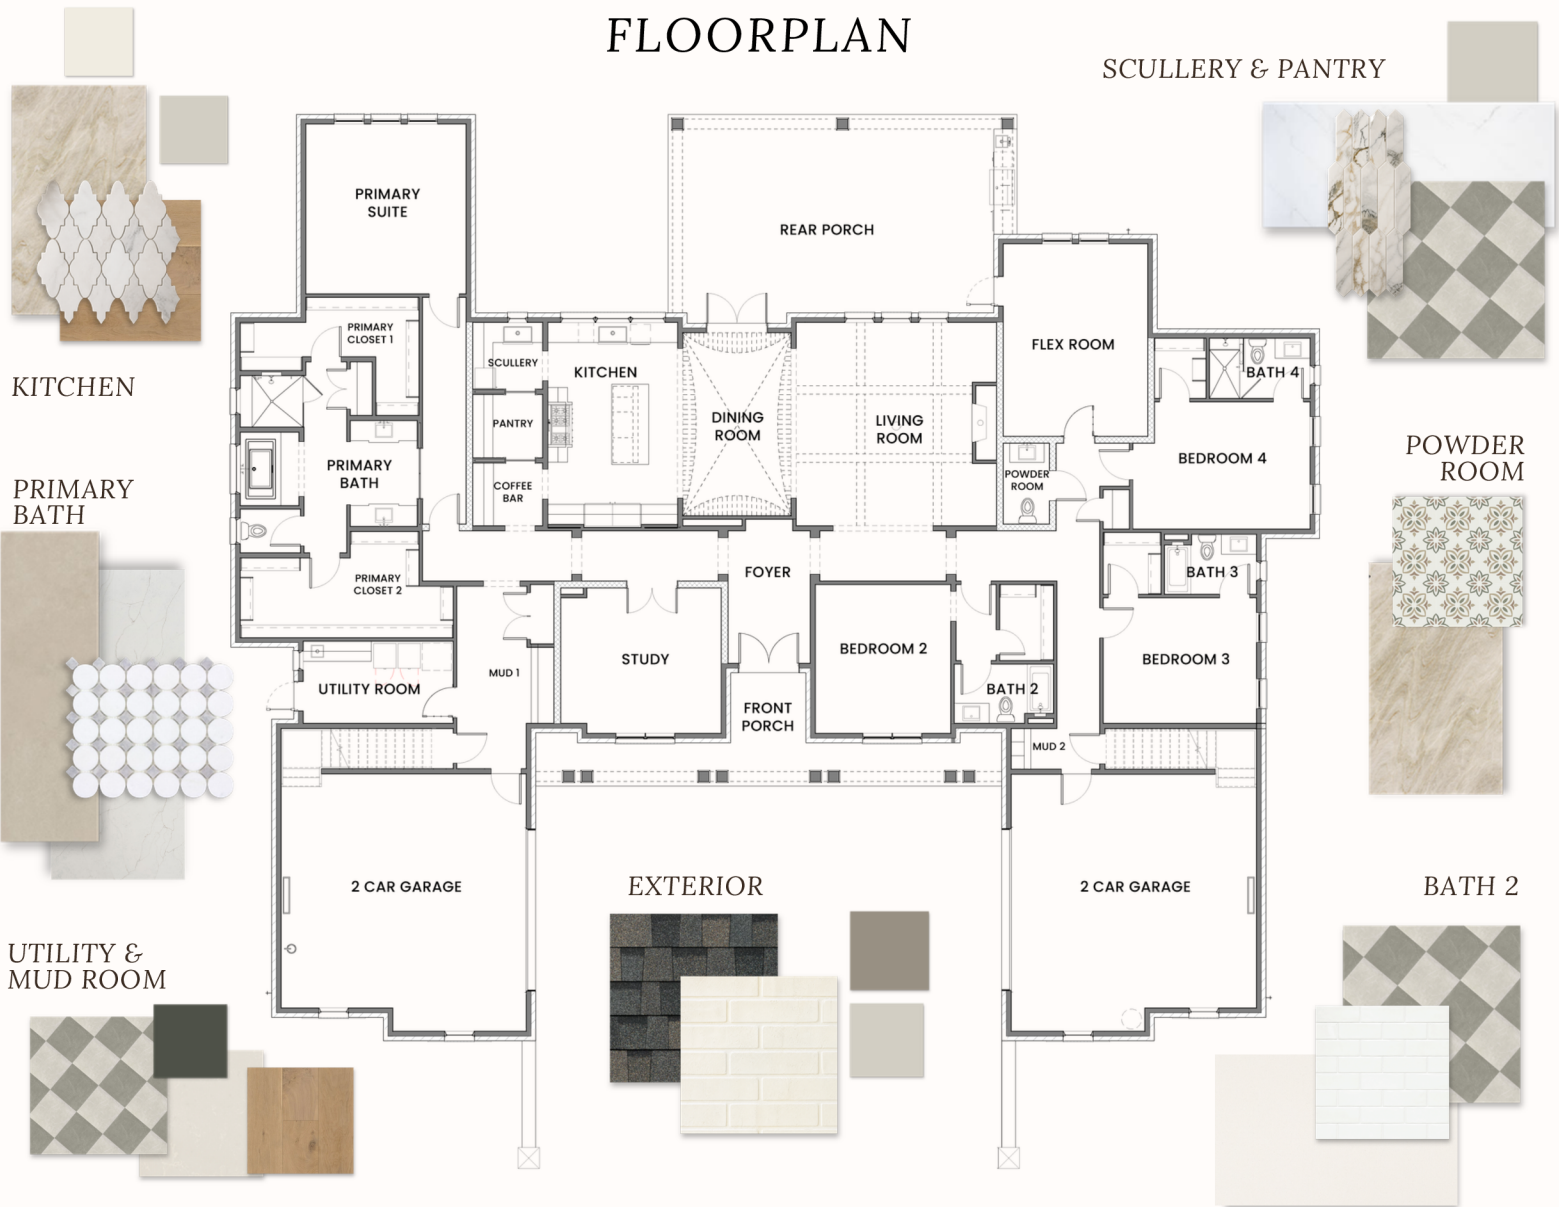 FLOORPLAN
SCULLERY & PANTRY
KITCHEN
PRIMARY
BATH
UTILITY &
MUD ROOM
POWDER
ROOM
BATH 2
EXTERIOR
PRIMARY
SUITE
REAR PORCH
PRIMARY
CLOSET 1
SCULLERY
KITCHEN
FLEX ROOM
BATH 4
PANTRY
DINING
ROOM
LIVING
ROOM
PRIMARY
BATH
COFFEE
BAR
POWDER
ROOM
BEDROOM 4
PRIMARY
CLOSET 2
FOYER
BATH 3
UTILITY ROOM
MUD 1
STUDY
BEDROOM 2
BATH 2
BEDROOM 3
FRONT
PORCH
MUD 2
2 CAR GARAGE
2 CAR GARAGE